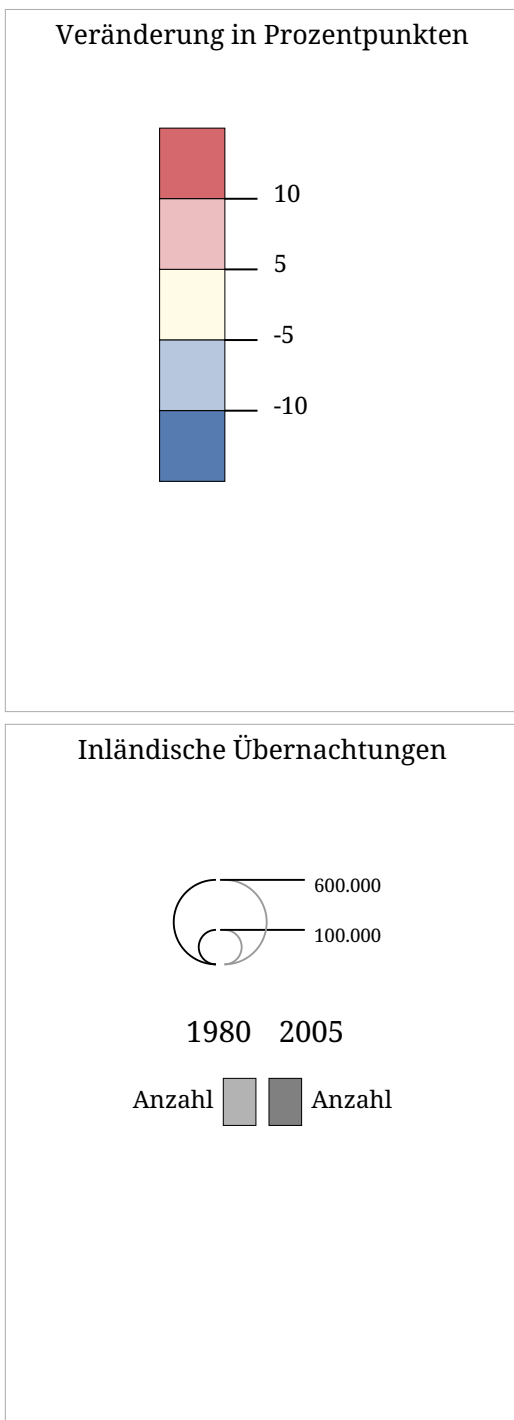 Veränderung in Prozentpunkten
10
5
-5
-10
Inländische Übernachtungen
600.000
100.000
1980 2005
Anzahl Anzahl